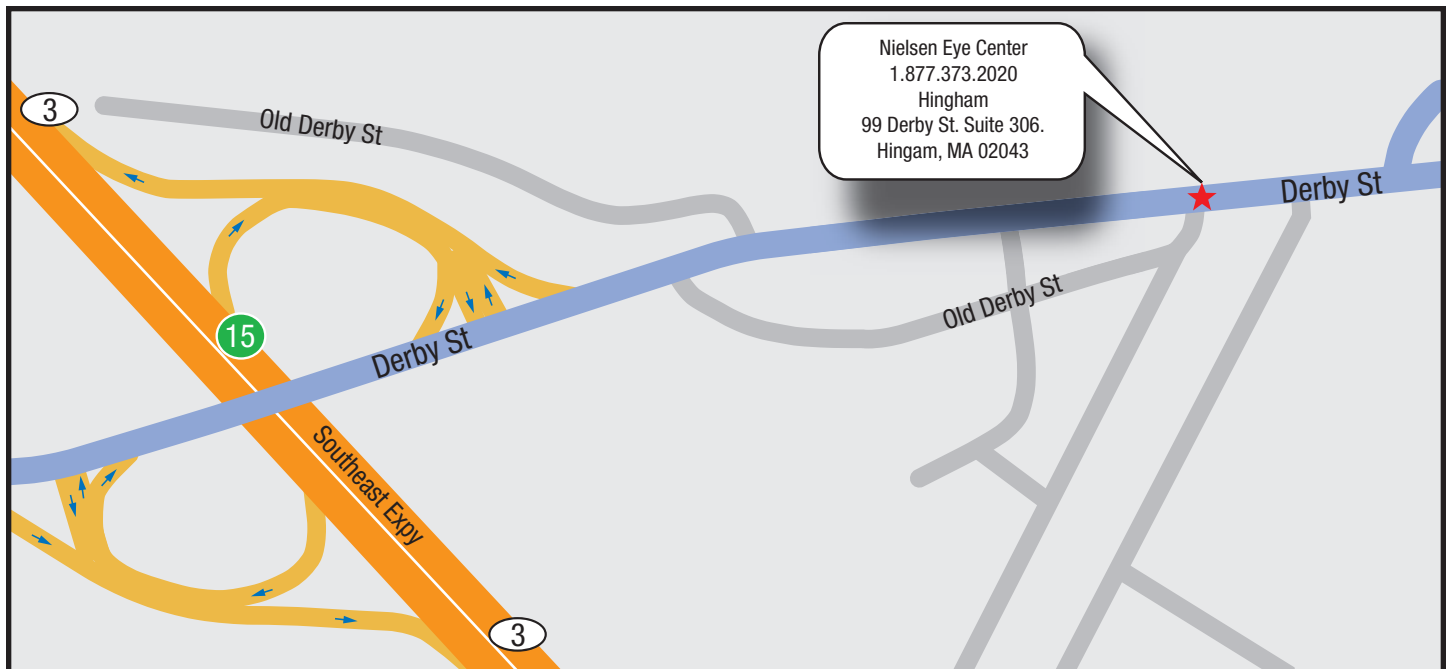 Nielsen Eye Center
1.877.373.2020
Hingham
99 Derby St. Suite 306.
Hingam, MA 02043
3
Old Derby St
Derby St
Old Derby St
15
Derby St
Southeast Expy
3